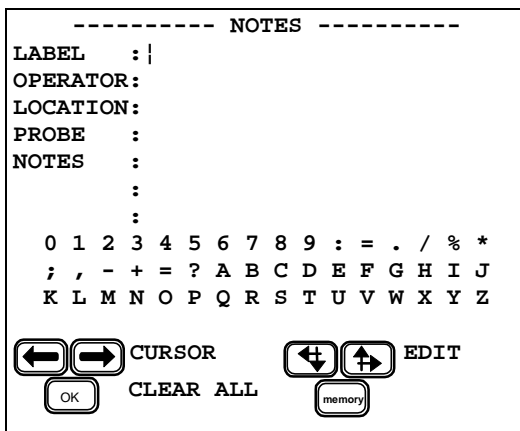 ---------- NOTES ----------
LABEL :¦
OPERATOR:
LOCATION:
PROBE :
NOTES :
:
:
0 1 2 3 4 5 6 7 8 9 : = . / % *
; , - + = ? A B C D E F G H I J
K L M N O P Q R S T U V W X Y Z
CURSOR EDIT
OK CLEAR ALL memory